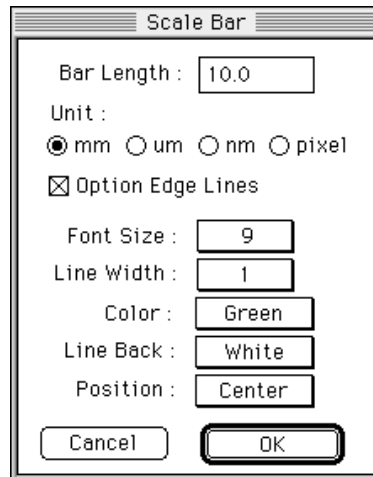 Scale Bar
Bar Length : 10.0
Unit :
mm um nm pixel
Option Edge Lines
Font Size : 9
Line Width : 1
Color : Green
Line Back : White
Position : Center
Cancel OK